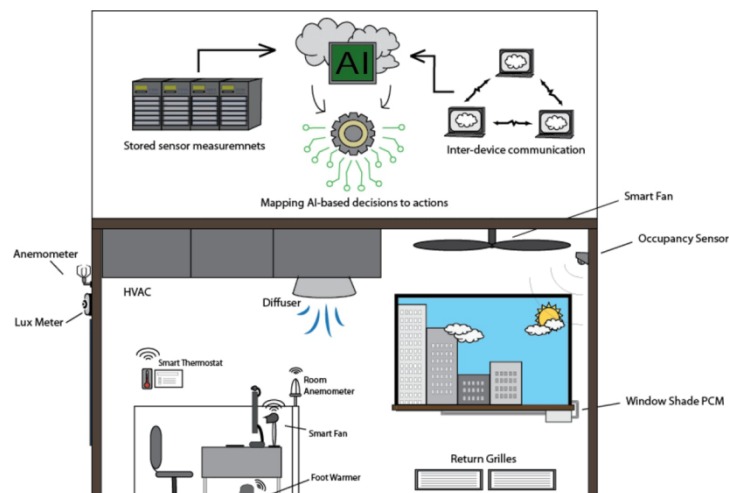 AI
Stored sensor measuremnets
Inter-device communication
Mapping AI-based decisions to actions
Smart Fan
Occupancy Sensor
Anemometer
HVAC
Diffuser
Lux Meter
Smart Thermostat
Room
Anemometer
Window Shade PCM
Smart Fan
Return Grilles
Foot Warmer